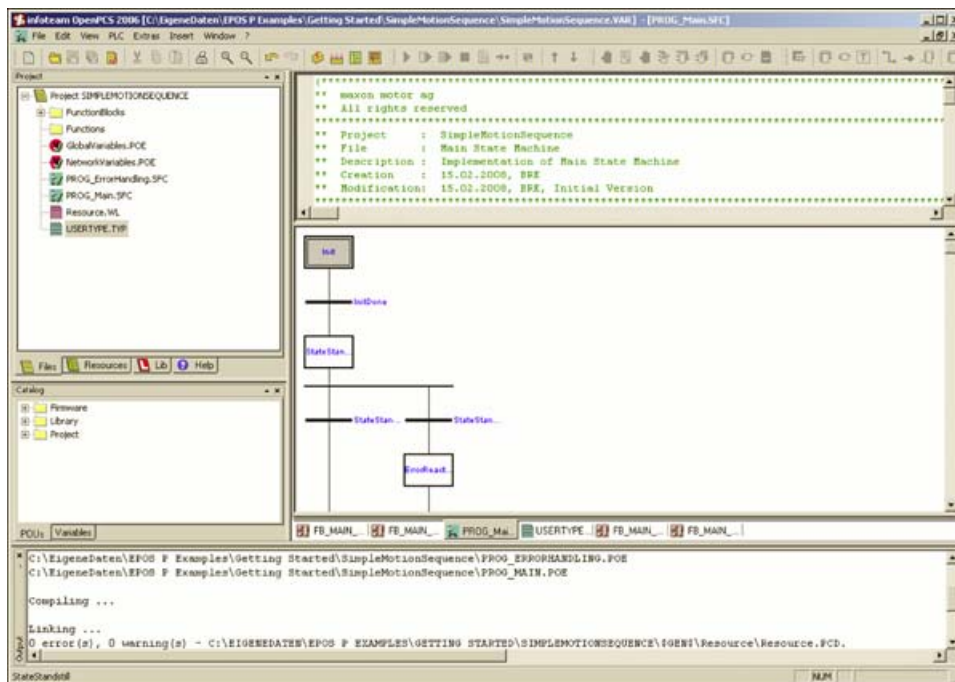 infoteam OpenPCS 2006 [C:\EigeneDaten\EPOS P Examples\Getting Started\SimpleMotionSequence\SimpleMotionSequence.VAR] - [PROG_Main.SFC]
File Edit View PLC Extras Insert Window ?
Project
Project SIMPLEMOTIONSEQUENCE
FunctionBlocks
Functions
GlobalVariables.POE
NetworkVariables.POE
PROG_ErrorHandling.SFC
PROG_Main.SFC
Resource.WL
USERTYPE.TYP
Files Resources Lib Help
Catalog
Firmware
Library
Project
POUs Variables
(******************************************************************************
** maxon motor ag
** All rights reserved
******************************************************************************
** Project : SimpleMotionSequence
** File : Main State Machine
** Description : Implementation of Main State Machine
** Creation : 15.02.2008, BRE
** Modification: 15.02.2008, BRE, Initial Version
******************************************************************************
Init
InitDone
StateStan...
StateStan... StateStan...
ErrorReact...
FB_MAIN_... FB_MAIN_... PROG_Mai... USERTYPE... FB_MAIN_... FB_MAIN_...
C:\EigeneDaten\EPOS P Examples\Getting Started\SimpleMotionSequence\PROG_ERRORHANDLING.POE
C:\EigeneDaten\EPOS P Examples\Getting Started\SimpleMotionSequence\PROG_MAIN.POE
Compiling ...
Linking ...
0 error(s), 0 warning(s) - C:\EIGENEDATEN\EPOS P EXAMPLES\GETTING STARTED\SIMPLEMOTIONSEQUENCE\$GEN$\Resource\Resource.PCD.
Output
StateStandstill
NUM